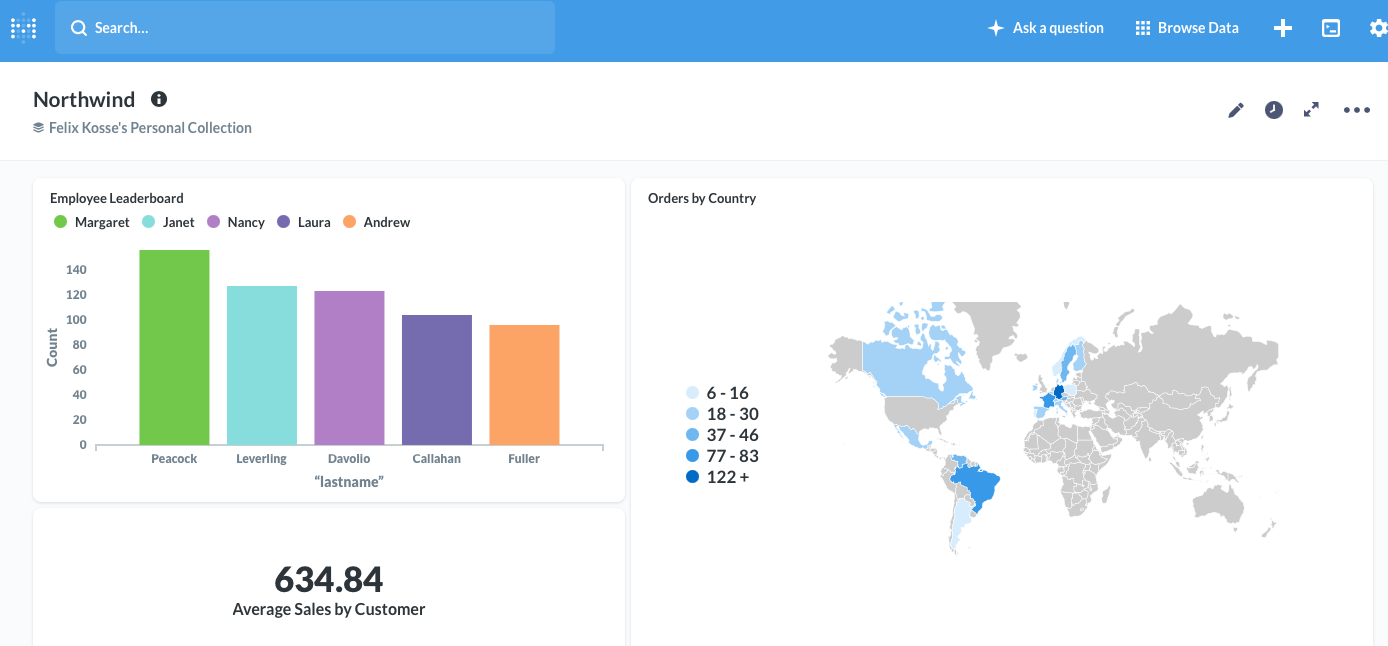 Search...
Ask a question
Browse Data
Northwind
Felix Kosse's Personal Collection
Employee Leaderboard
Margaret Janet Nancy Laura Andrew
140
120
100
80
60
40
20
0
Count
Peacock Leverling Davolio Callahan Fuller
“lastname”
634.84
Average Sales by Customer
Orders by Country
6 - 16
18 - 30
37 - 46
77 - 83
122 +